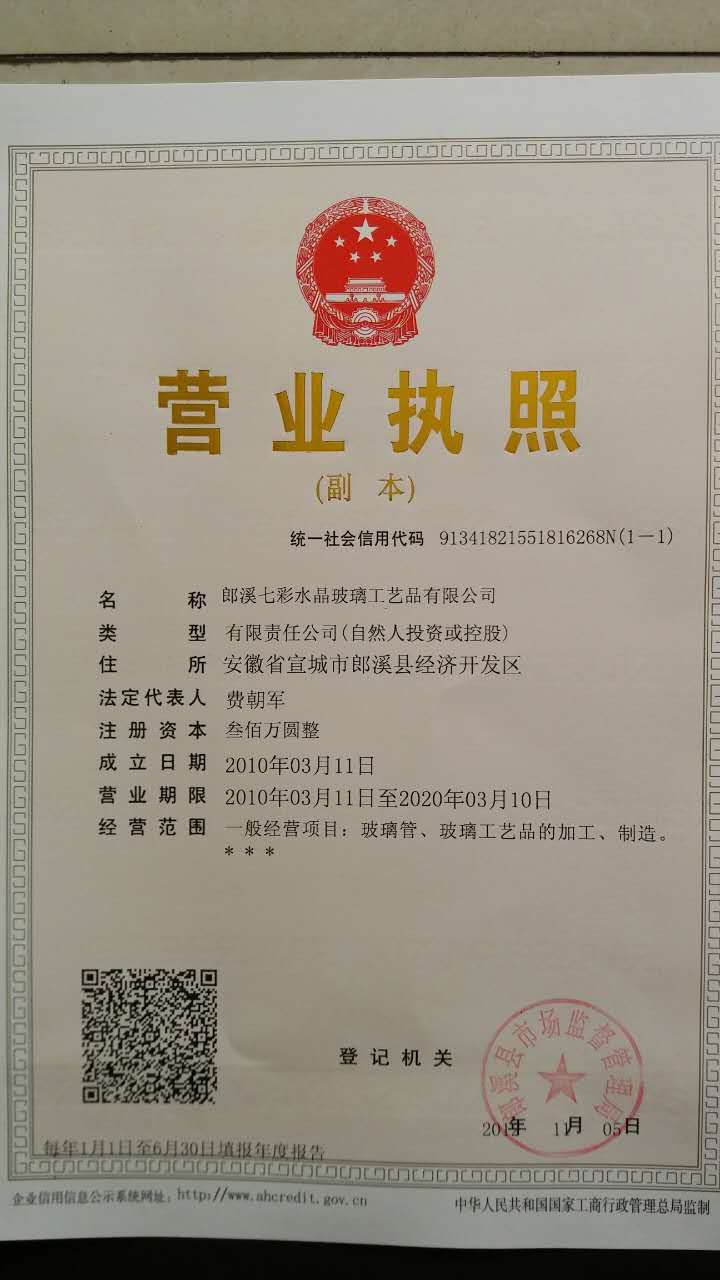 营业执照
(副 本)
统一社会信用代码 91341821551816268N(1-1)
名称 郎溪七彩水晶玻璃工艺品有限公司
类型 有限责任公司(自然人投资或控股)
住所 安徽省宣城市郎溪县经济开发区
法定代表人 费朝军
注册资本 叁佰万圆整
成立日期 2010年03月11日
营业期限 2010年03月11日至2020年03月10日
经营范围 一般经营项目：玻璃管、玻璃工艺品的加工、制造。
***
登记机关
郎溪县市场监督管理局
年 11月 05日
每年1月1日至6月30日填报年度报告
企业信用信息公示系统网址：http://www.ahcredit.gov.cn
中华人民共和国国家工商行政管理总局监制